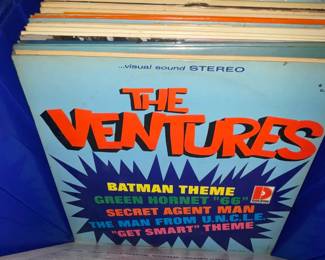 ...visual sound STEREO
THE
VENTURES
BATMAN THEME
GREEN HORNET "66"
SECRET AGENT MAN
THE MAN FROM U.N.C.L.E.
"GET SMART" THEME